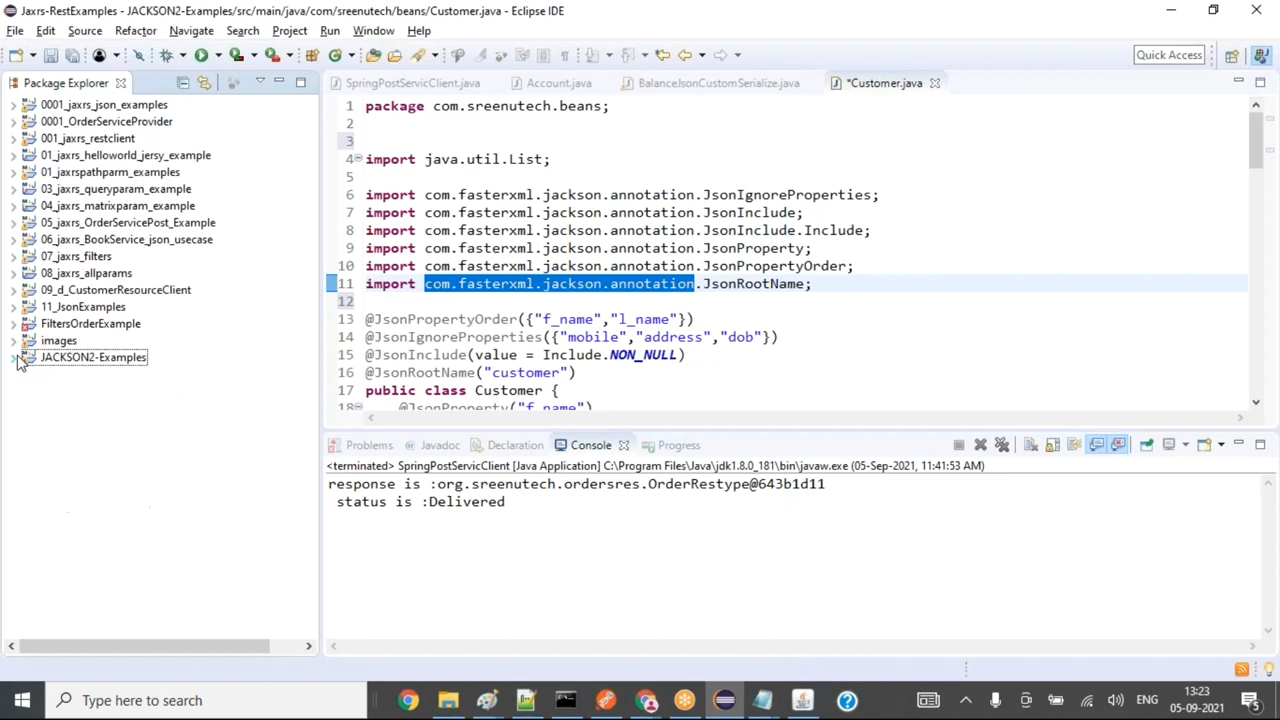 Jaxrs-RestExamples - JACKSON2-Examples/src/main/java/com/sreenutech/beans/Customer.java - Eclipse IDE
File Edit Source Refactor Navigate Search Project Run Window Help
Quick Access
Package Explorer
0001_jaxrs_json_examples
0001_OrderServiceProvider
001_jaxrs_restclient
01_jaxrs_helloworld_jersy_example
01_jaxrspathparm_examples
03_jaxrs_queryparam_example
04_jaxrs_matrixparam_example
05_jaxrs_OrderServicePost_Example
06_jaxrs_BookService_json_usecase
07_jaxrs_filters
08_jaxrs_allparams
09_d_CustomerResourceClient
11_JsonExamples
FiltersOrderExample
images
JACKSON2-Examples
SpringPostServicClient.java Account.java BalanceJsonCustomSerialize.java *Customer.java
1 package com.sreenutech.beans;
2
3
4 import java.util.List;
5
6 import com.fasterxml.jackson.annotation.JsonIgnoreProperties;
7 import com.fasterxml.jackson.annotation.JsonInclude;
8 import com.fasterxml.jackson.annotation.JsonInclude.Include;
9 import com.fasterxml.jackson.annotation.JsonProperty;
10 import com.fasterxml.jackson.annotation.JsonPropertyOrder;
11 import com.fasterxml.jackson.annotation.JsonRootName;
12
13 @JsonPropertyOrder({"f_name","l_name"})
14 @JsonIgnoreProperties({"mobile","address","dob"})
15 @JsonInclude(value = Include.NON_NULL)
16 @JsonRootName("customer")
17 public class Customer {
18 @JsonProperty("f_name")
Problems Javadoc Declaration Console Progress
<terminated> SpringPostServicClient [Java Application] C:\Program Files\Java\jdk1.8.0_181\bin\javaw.exe (05-Sep-2021, 11:41:53 AM)
response is :org.sreenutech.ordersres.OrderRestype@643b1d11
status is :Delivered
Type here to search
ENG
13:23
05-09-2021
5